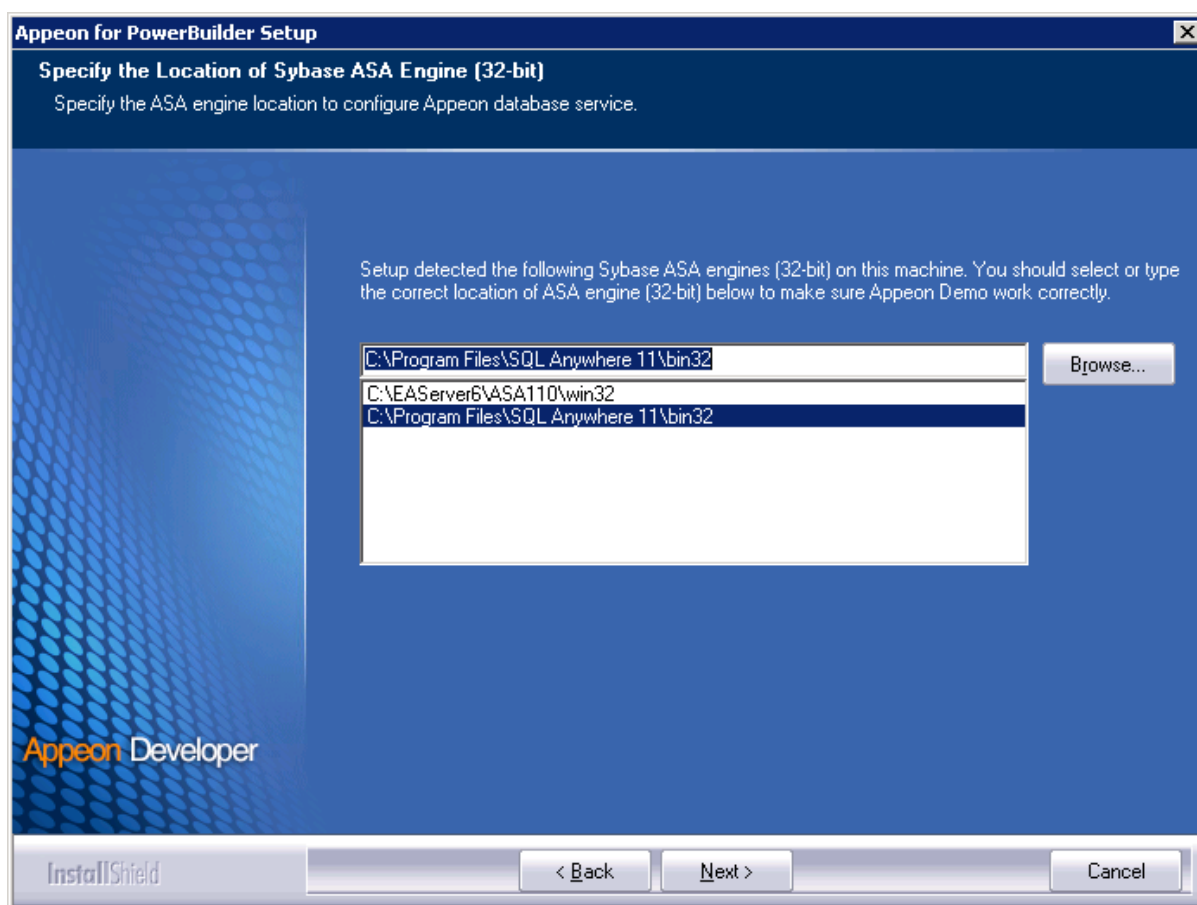 Appeon for PowerBuilder Setup
Specify the Location of Sybase ASA Engine (32-bit)
Specify the ASA engine location to configure Appeon database service.
Setup detected the following Sybase ASA engines (32-bit) on this machine. You should select or type
the correct location of ASA engine (32-bit) below to make sure Appeon Demo work correctly.
C:\Program Files\SQL Anywhere 11\bin32
Browse...
C:\EAServer6\ASA110\win32
C:\Program Files\SQL Anywhere 11\bin32
Appeon Developer
InstallShield
< Back
Next >
Cancel